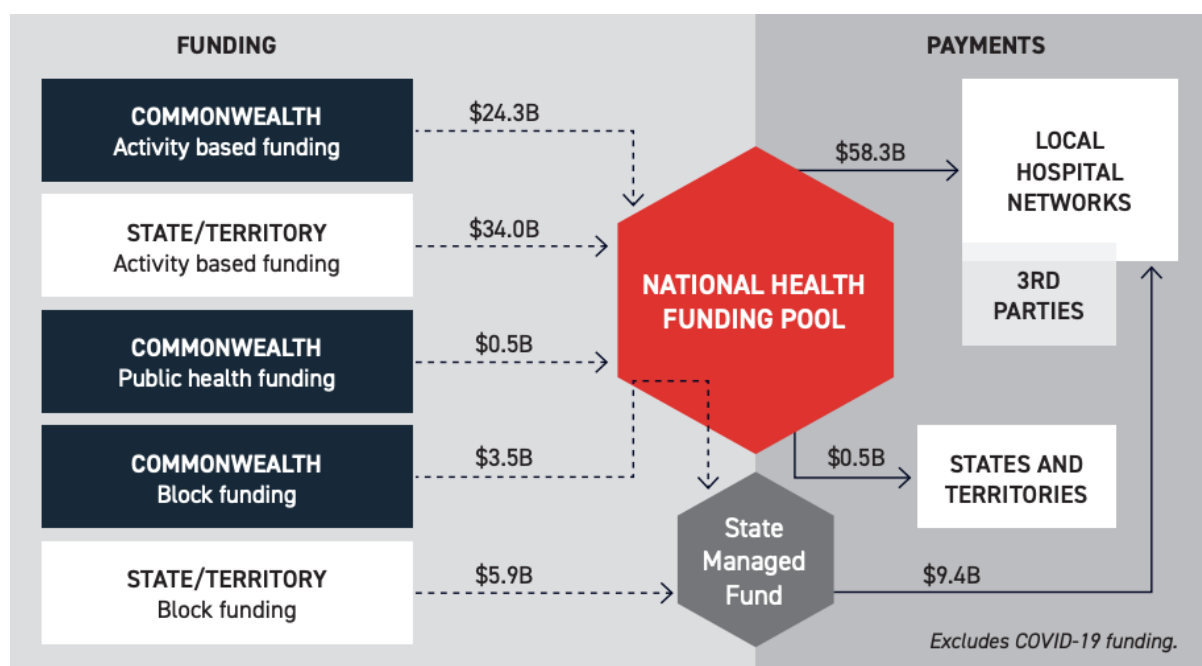 FUNDING
PAYMENTS
COMMONWEALTH
Activity based funding
$24.3B
STATE/TERRITORY
Activity based funding
$34.0B
COMMONWEALTH
Public health funding
$0.5B
COMMONWEALTH
Block funding
$3.5B
STATE/TERRITORY
Block funding
$5.9B
NATIONAL HEALTH
FUNDING POOL
State
Managed
Fund
$58.3B
LOCAL
HOSPITAL
NETWORKS
3RD
PARTIES
$0.5B
STATES AND
TERRITORIES
$9.4B
Excludes COVID-19 funding.